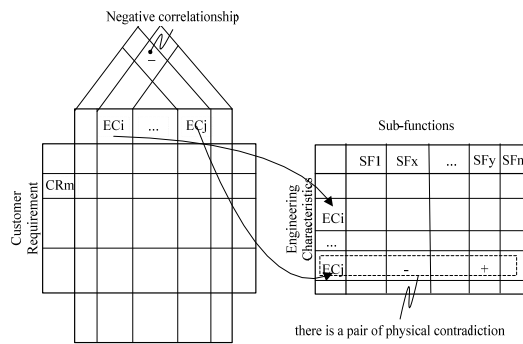 Negative correlationship
–
ECi ... ECj
CRm
Customer
Requirement
Sub-functions
SF1 SFx ... SFy SFn
Engineering
Characteristics
ECi
...
ECj - +
there is a pair of physical contradiction